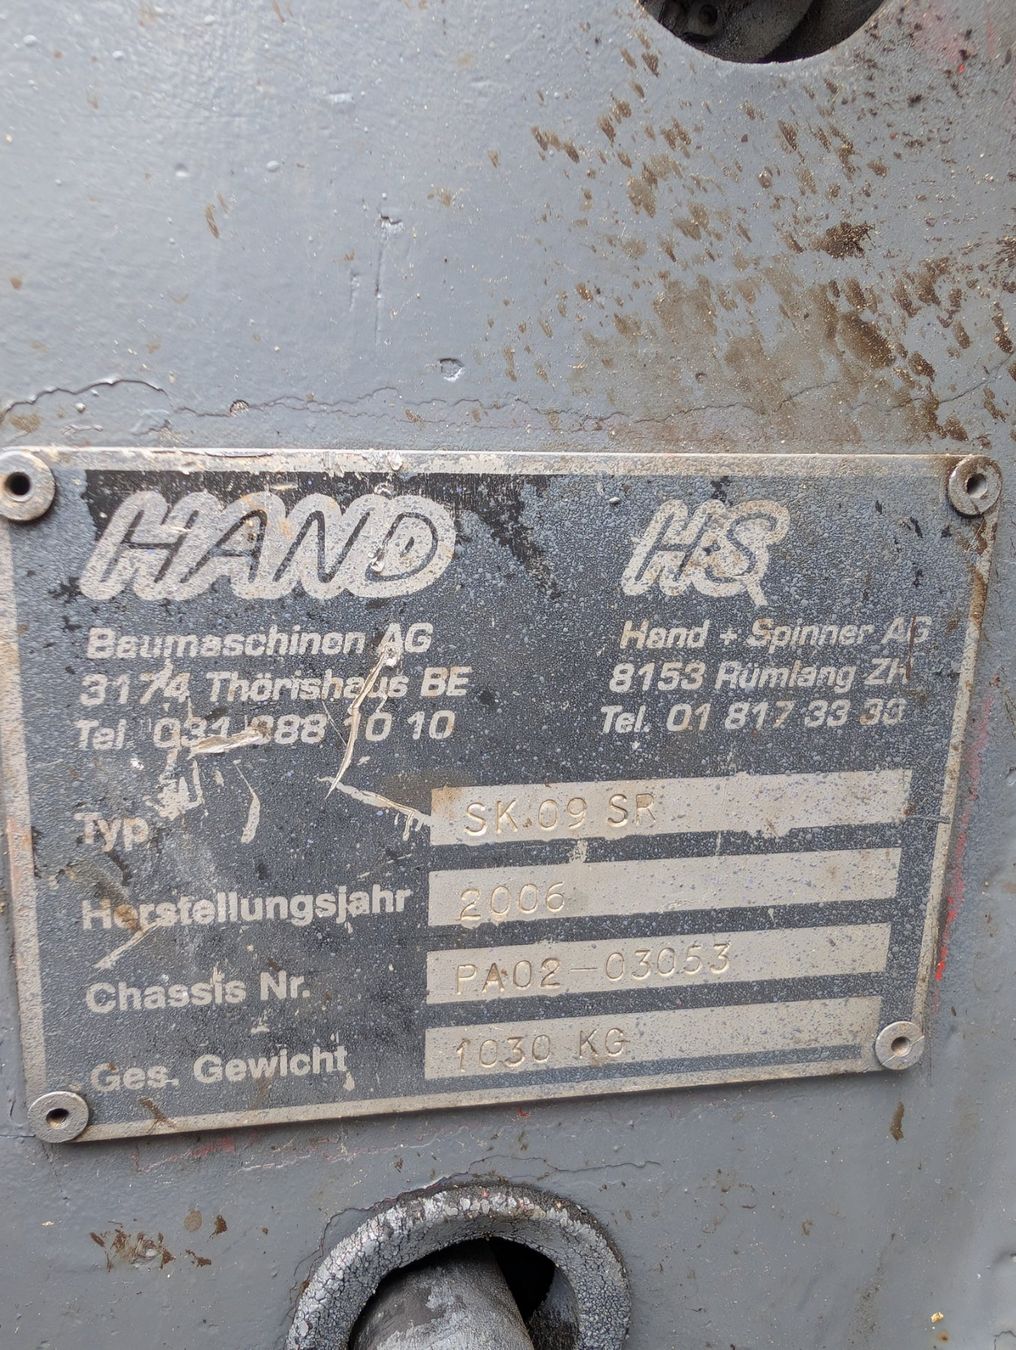 HAND
Baumaschinen AG
3174 Thörishaus BE
Tel. 031 888 10 10
H&S
Hand + Spinner AG
8153 Rümlang ZH
Tel. 01 817 33 33
Typ SK 09 SR
Herstellungsjahr 2006
Chassis Nr. PA02-03053
Ges. Gewicht 1030 KG